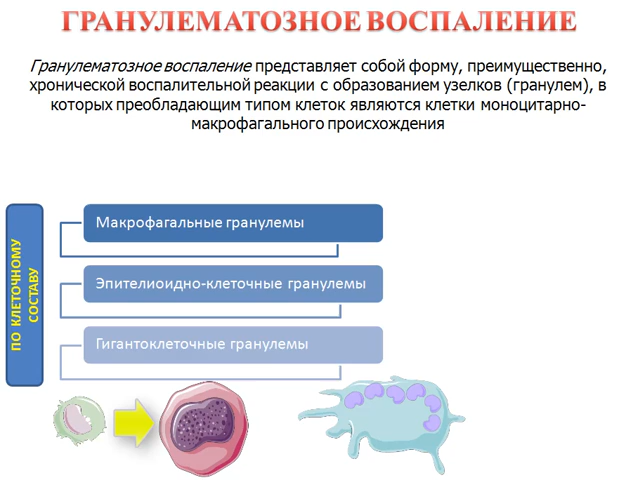 ГРАНУЛЕМАТОЗНОЕ ВОСПАЛЕНИЕ
Гранулематозное воспаление представляет собой форму, преимущественно,
хронической воспалительной реакции с образованием узелков (гранулем), в
которых преобладающим типом клеток являются клетки моноцитарно-
макрофагального происхождения
ПО КЛЕТОЧНОМУ
СОСТАВУ
Макрофагальные гранулемы
Эпителиоидно-клеточные гранулемы
Гигантоклеточные гранулемы